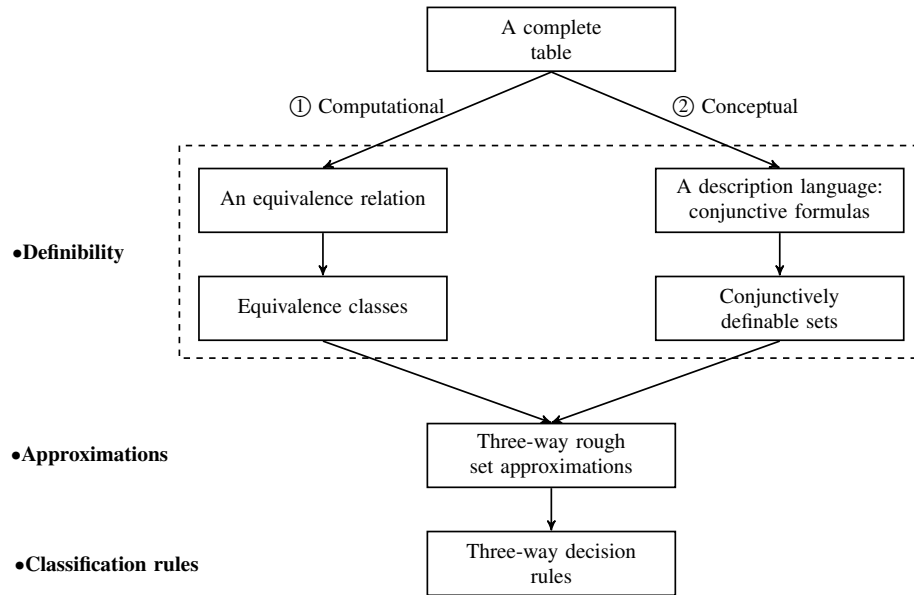 A complete
table
① Computational
② Conceptual
An equivalence relation
A description language:
conjunctive formulas
•Definibility
Equivalence classes
Conjunctively
definable sets
•Approximations
Three-way rough
set approximations
•Classification rules
Three-way decision
rules